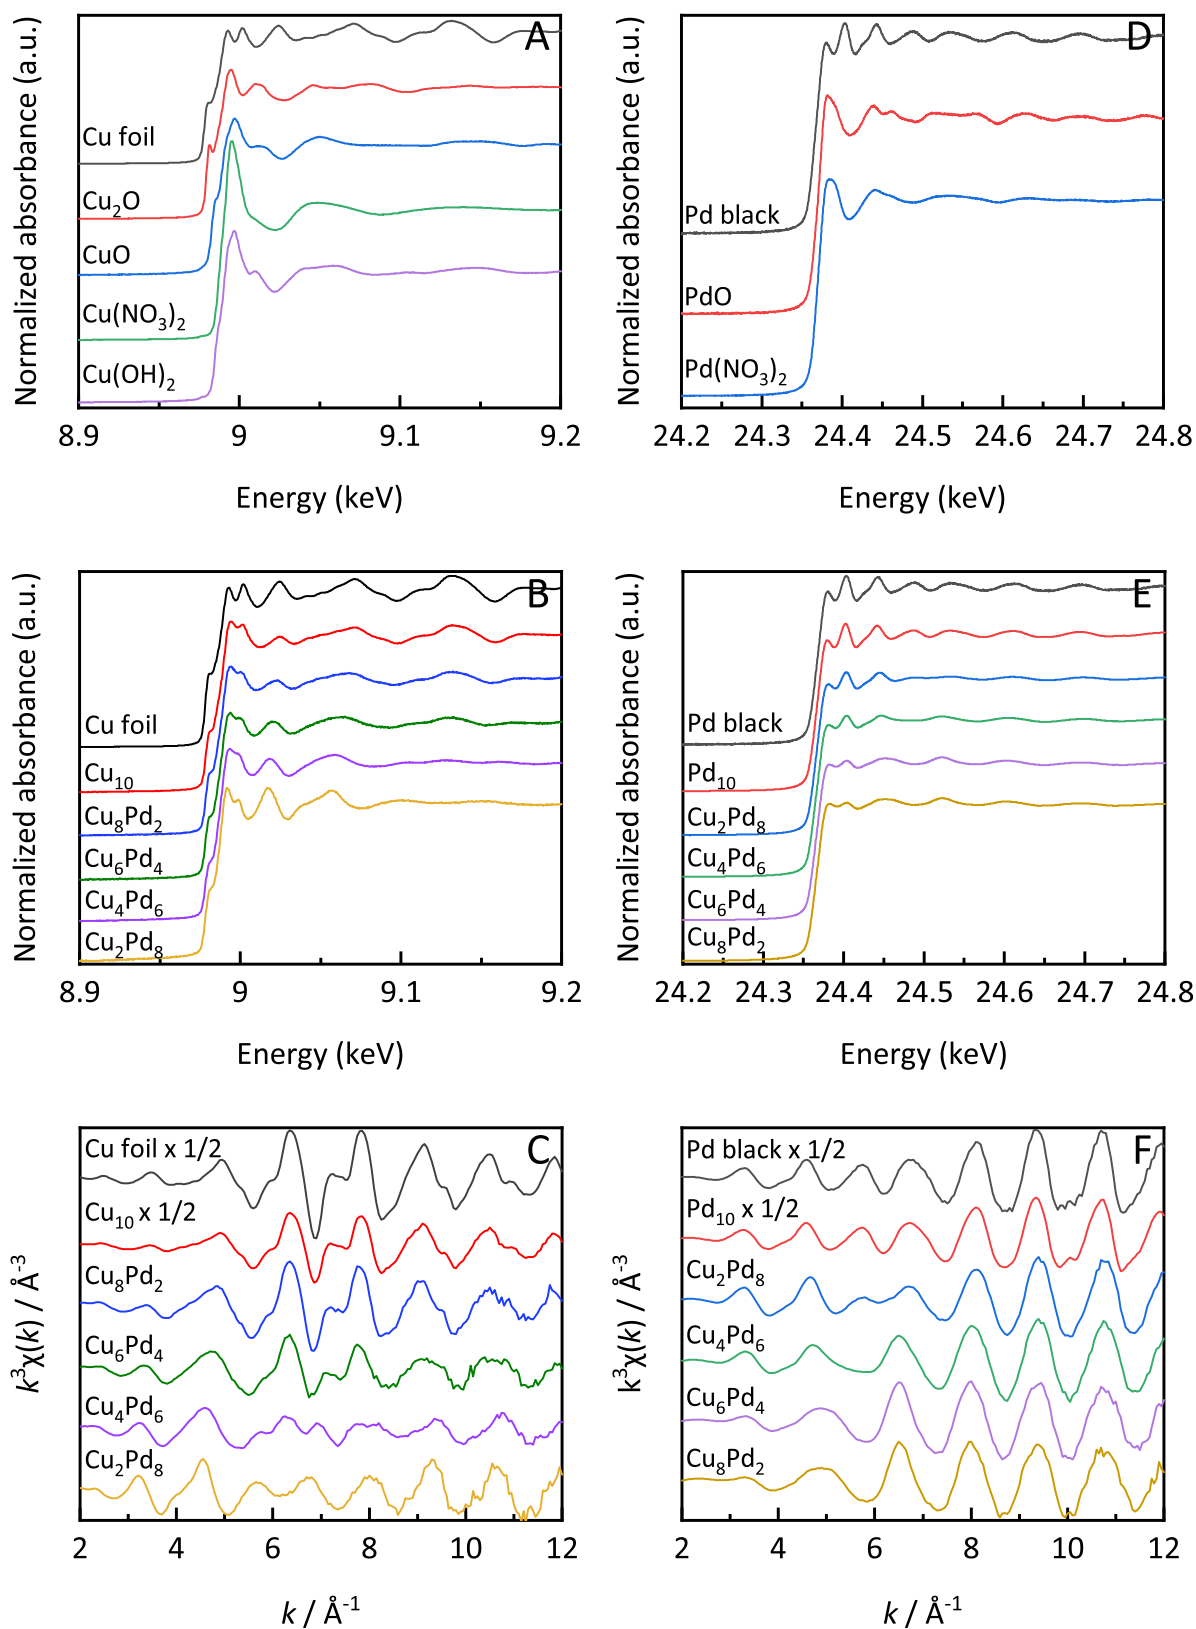 Normalized absorbance (a.u.)
A
Cu foil
Cu₂O
CuO
Cu(NO₃)₂
Cu(OH)₂
8.9 9 9.1 9.2
Energy (keV)
Normalized absorbance (a.u.)
D
Pd black
PdO
Pd(NO₃)₂
24.2 24.3 24.4 24.5 24.6 24.7 24.8
Energy (keV)
Normalized absorbance (a.u.)
B
Cu foil
Cu₁₀
Cu₈Pd₂
Cu₆Pd₄
Cu₄Pd₆
Cu₂Pd₈
8.9 9 9.1 9.2
Energy (keV)
Normalized absorbance (a.u.)
E
Pd black
Pd₁₀
Cu₂Pd₈
Cu₄Pd₆
Cu₆Pd₄
Cu₈Pd₂
24.2 24.3 24.4 24.5 24.6 24.7 24.8
Energy (keV)
k³χ(k) / Å⁻³
C
Cu foil x 1/2
Cu₁₀ x 1/2
Cu₈Pd₂
Cu₆Pd₄
Cu₄Pd₆
Cu₂Pd₈
2 4 6 8 10 12
k / Å⁻¹
k³χ(k) / Å⁻³
F
Pd black x 1/2
Pd₁₀ x 1/2
Cu₂Pd₈
Cu₄Pd₆
Cu₆Pd₄
Cu₈Pd₂
2 4 6 8 10 12
k / Å⁻¹